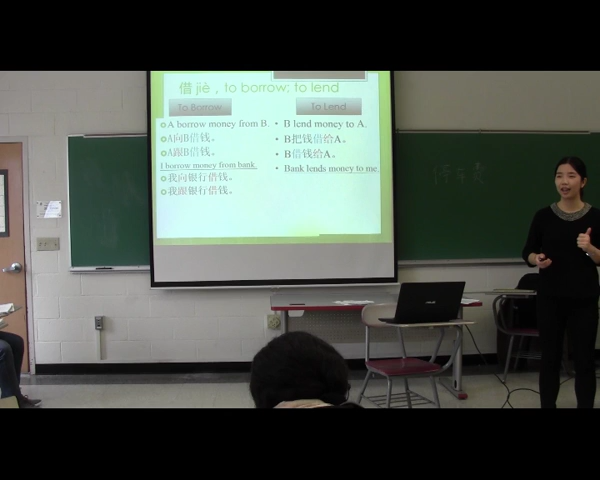 借 jiè , to borrow; to lend
To Borrow
To Lend
A borrow money from B.
A向B借钱。
A跟B借钱。
I borrow money from bank.
我向银行借钱。
我跟银行借钱。
B lend money to A.
B把钱借给A。
B借钱给A。
Bank lends money to me.